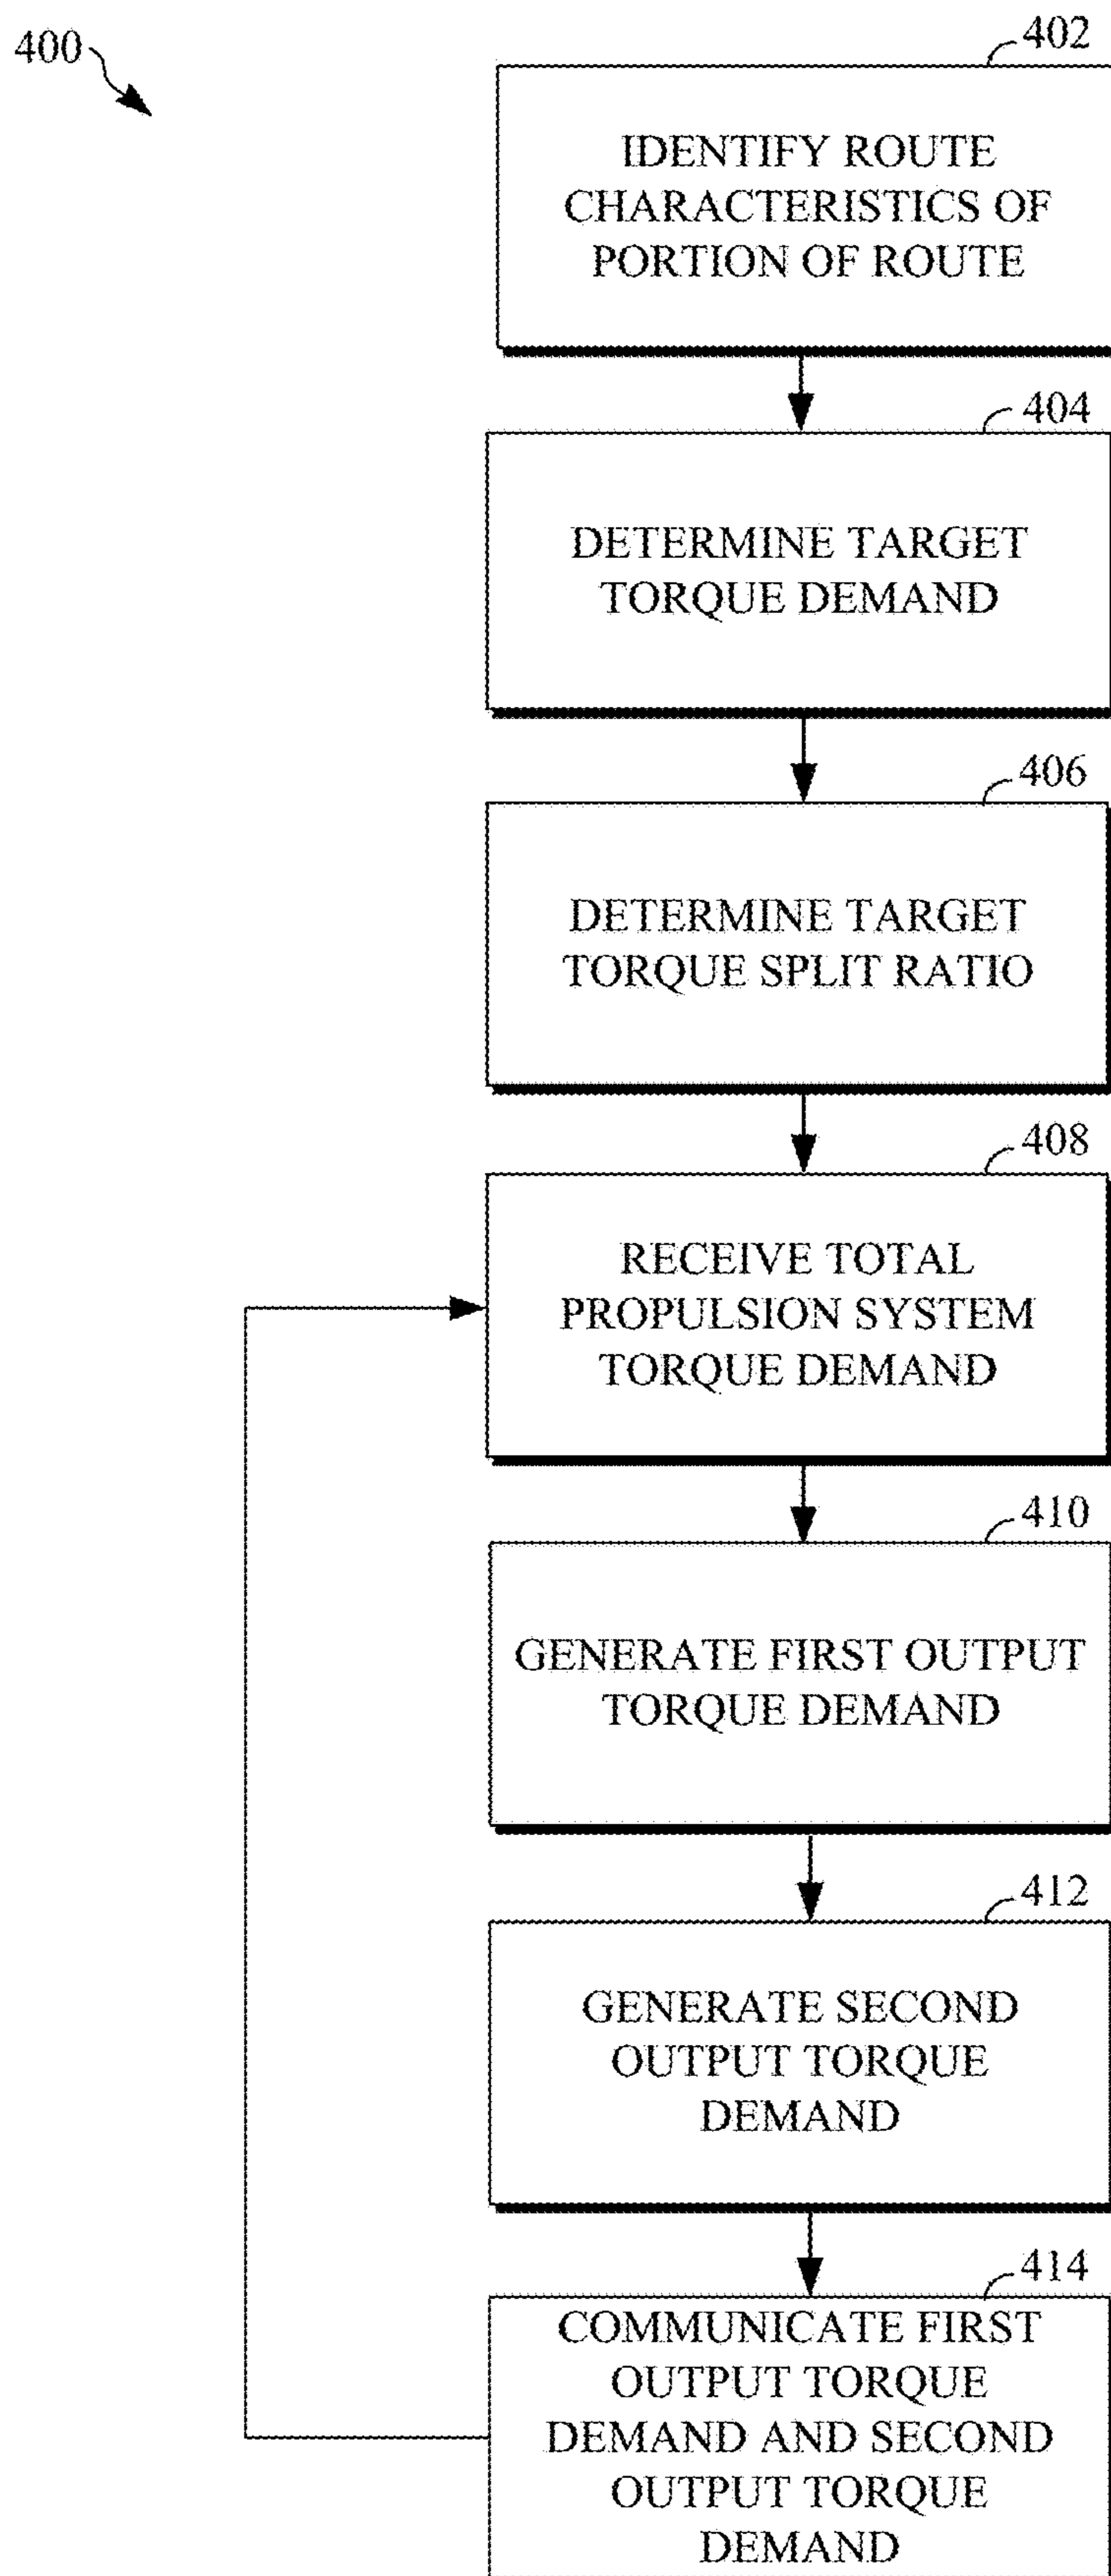 400
402
IDENTIFY ROUTE
CHARACTERISTICS OF
PORTION OF ROUTE
404
DETERMINE TARGET
TORQUE DEMAND
406
DETERMINE TARGET
TORQUE SPLIT RATIO
408
RECEIVE TOTAL
PROPULSION SYSTEM
TORQUE DEMAND
410
GENERATE FIRST OUTPUT
TORQUE DEMAND
412
GENERATE SECOND
OUTPUT TORQUE
DEMAND
414
COMMUNICATE FIRST
OUTPUT TORQUE
DEMAND AND SECOND
OUTPUT TORQUE
DEMAND